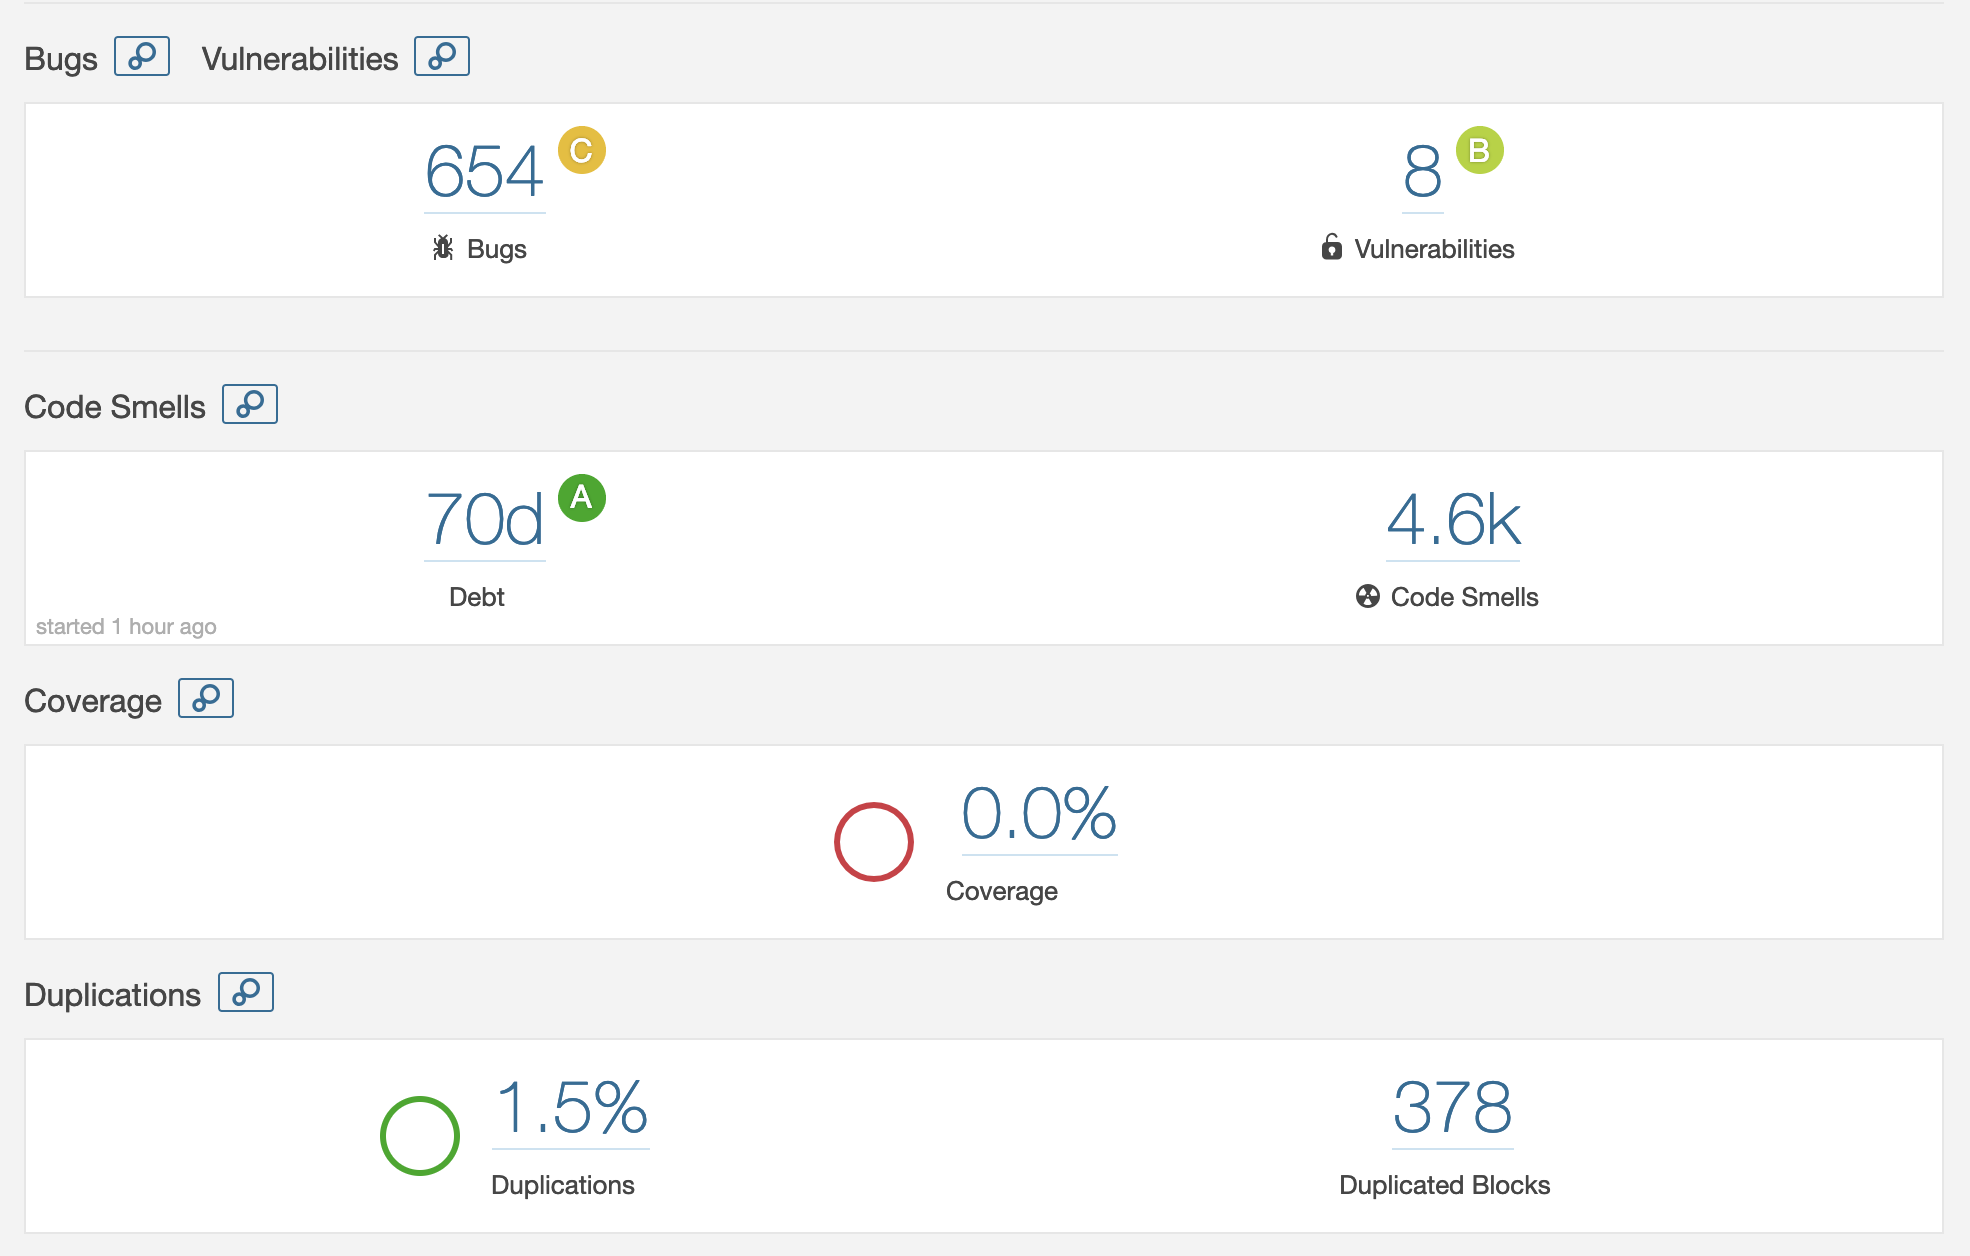 Bugs Vulnerabilities
654 C
8 B
Bugs
Vulnerabilities
Code Smells
70d A
4.6k
Debt
Code Smells
started 1 hour ago
Coverage
0.0%
Coverage
Duplications
1.5%
378
Duplications
Duplicated Blocks